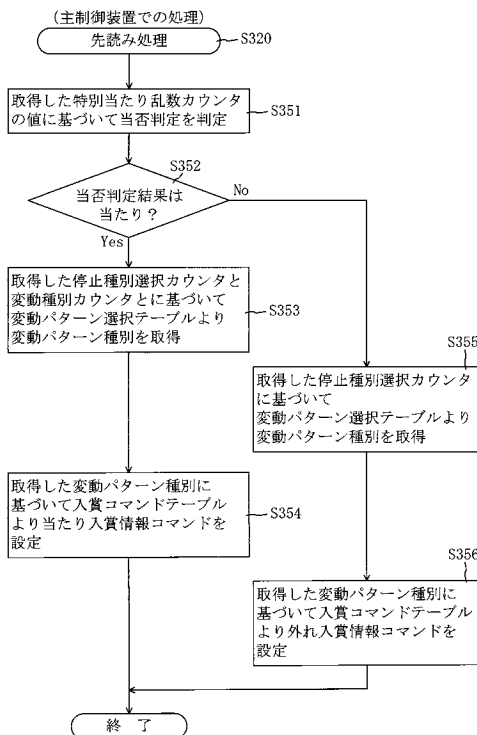 (主制御装置での処理)
先読み処理
S320
取得した特別当たり乱数カウンタ
の値に基づいて当否判定を判定
S351
S352
当否判定結果は
当たり？
No
Yes
取得した停止種別選択カウンタと
変動種別カウンタとに基づいて
変動パターン選択テーブルより
変動パターン種別を取得
S353
S355
取得した停止種別選択カウンタ
に基づいて
変動パターン選択テーブルより
変動パターン種別を取得
取得した変動パターン種別に
基づいて入賞コマンドテーブル
より当たり入賞情報コマンドを
設定
S354
S356
取得した変動パターン種別に
基づいて入賞コマンドテーブル
より外れ入賞情報コマンドを
設定
終 了